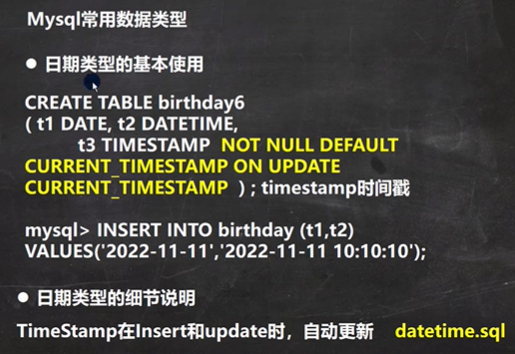 Mysql常用数据类型
● 日期类型的基本使用
CREATE TABLE birthday6
( t1 DATE, t2 DATETIME,
t3 TIMESTAMP NOT NULL DEFAULT
CURRENT_TIMESTAMP ON UPDATE
CURRENT_TIMESTAMP ) ; timestamp时间戳
mysql> INSERT INTO birthday (t1,t2)
VALUES('2022-11-11','2022-11-11 10:10:10');
● 日期类型的细节说明
TimeStamp在Insert和update时，自动更新 datetime.sql